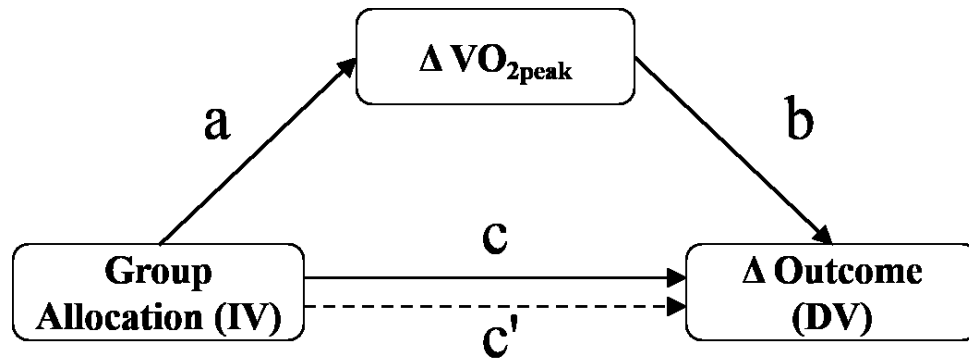 Δ VO₂peak
a
b
c
Group
Allocation (IV)
Δ Outcome
(DV)
c'